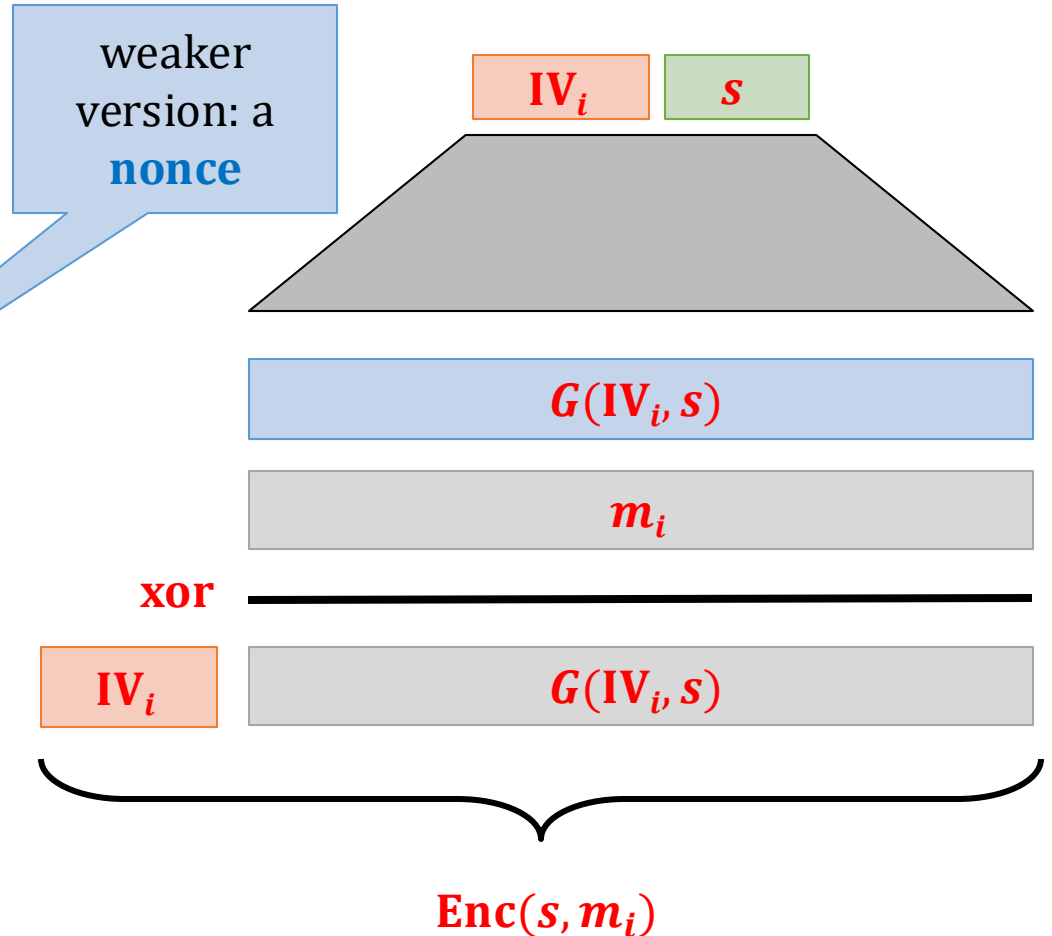 weaker
version: a
nonce
IVᵢ s
G(IVᵢ, s)
mᵢ
xor
IVᵢ G(IVᵢ, s)
Enc(s, mᵢ)